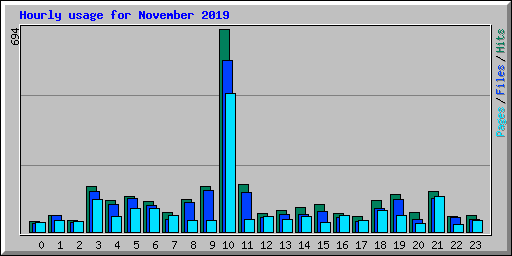 Hourly usage for November 2019
694
Pages/Files/Hits
0 1 2 3 4 5 6 7 8 9 10 11 12 13 14 15 16 17 18 19 20 21 22 23